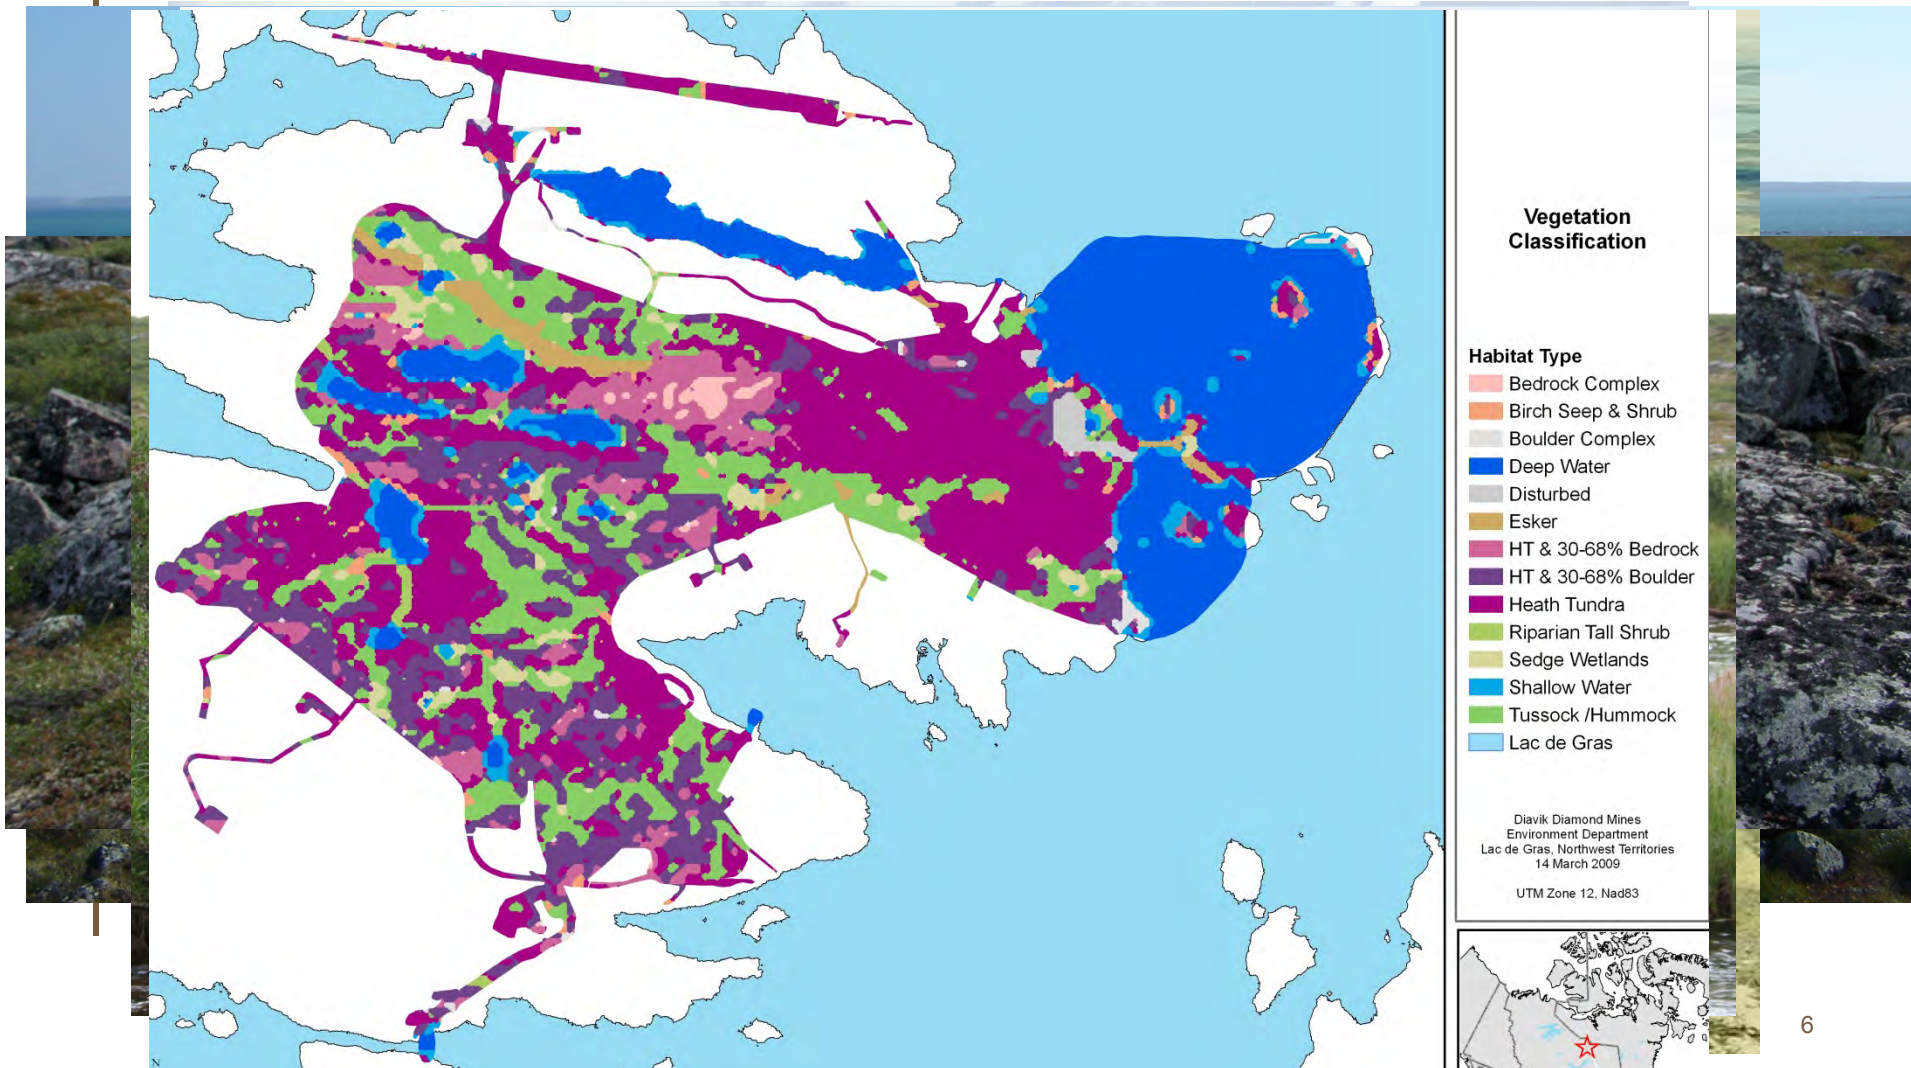 Vegetation
Classification
Habitat Type
Bedrock Complex
Birch Seep & Shrub
Boulder Complex
Deep Water
Disturbed
Esker
HT & 30-68% Bedrock
HT & 30-68% Boulder
Heath Tundra
Riparian Tall Shrub
Sedge Wetlands
Shallow Water
Tussock /Hummock
Lac de Gras
Diavik Diamond Mines
Environment Department
Lac de Gras, Northwest Territories
14 March 2009
UTM Zone 12, Nad83
N
6